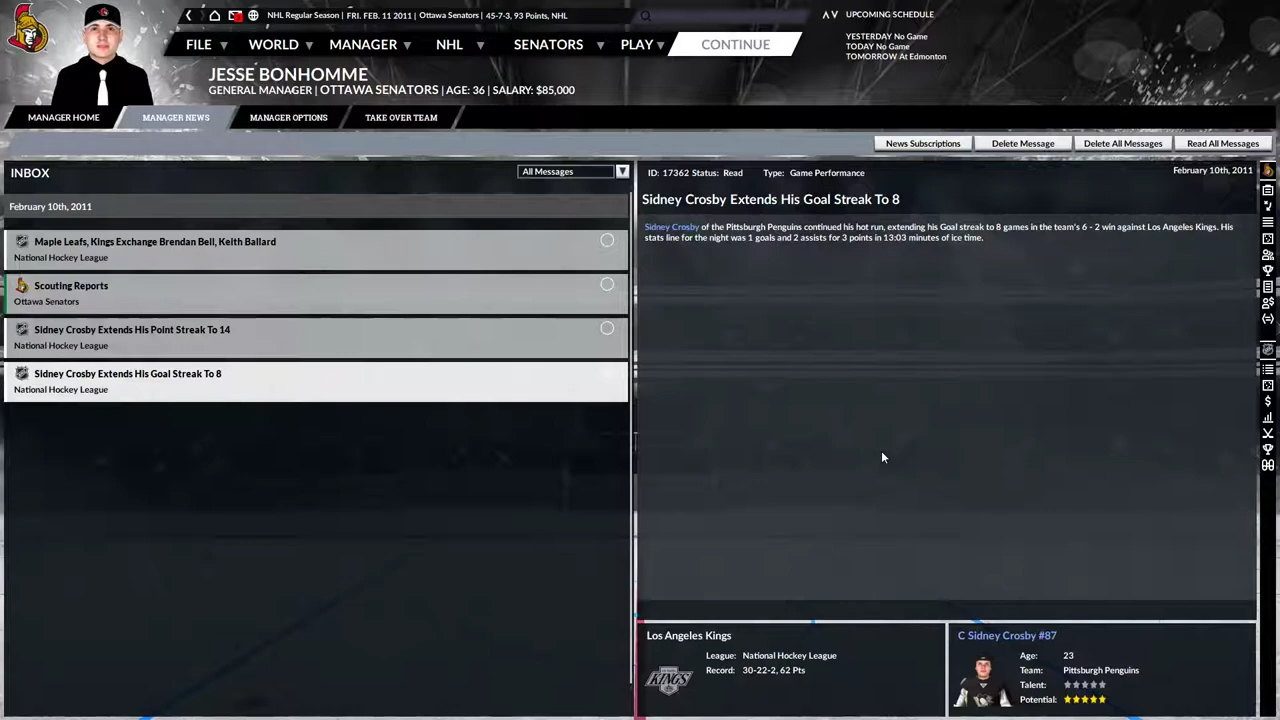 NHL Regular Season | FRI. FEB. 11 2011 | Ottawa Senators | 45-7-3, 93 Points, NHL
FILE
WORLD
MANAGER
NHL
SENATORS
PLAY
CONTINUE
UPCOMING SCHEDULE
YESTERDAY No Game
TODAY No Game
TOMORROW At Edmonton
JESSE BONHOMME
GENERAL MANAGER | OTTAWA SENATORS | AGE: 36 | SALARY: $85,000
MANAGER HOME
MANAGER NEWS
MANAGER OPTIONS
TAKE OVER TEAM
News Subscriptions
Delete Message
Delete All Messages
Read All Messages
INBOX
All Messages
February 10th, 2011
Maple Leafs, Kings Exchange Brendan Bell, Keith Ballard
National Hockey League
Scouting Reports
Ottawa Senators
Sidney Crosby Extends His Point Streak To 14
National Hockey League
Sidney Crosby Extends His Goal Streak To 8
National Hockey League
ID: 17362 Status: Read Type: Game Performance
February 10th, 2011
Sidney Crosby Extends His Goal Streak To 8
Sidney Crosby of the Pittsburgh Penguins continued his hot run, extending his Goal streak to 8 games in the team's 6 - 2 win against Los Angeles Kings. His
stats line for the night was 1 goals and 2 assists for 3 points in 13:03 minutes of ice time.
Los Angeles Kings
League: National Hockey League
Record: 30-22-2, 62 Pts
KINGS
C Sidney Crosby #87
Age: 23
Team: Pittsburgh Penguins
Talent:
Potential: